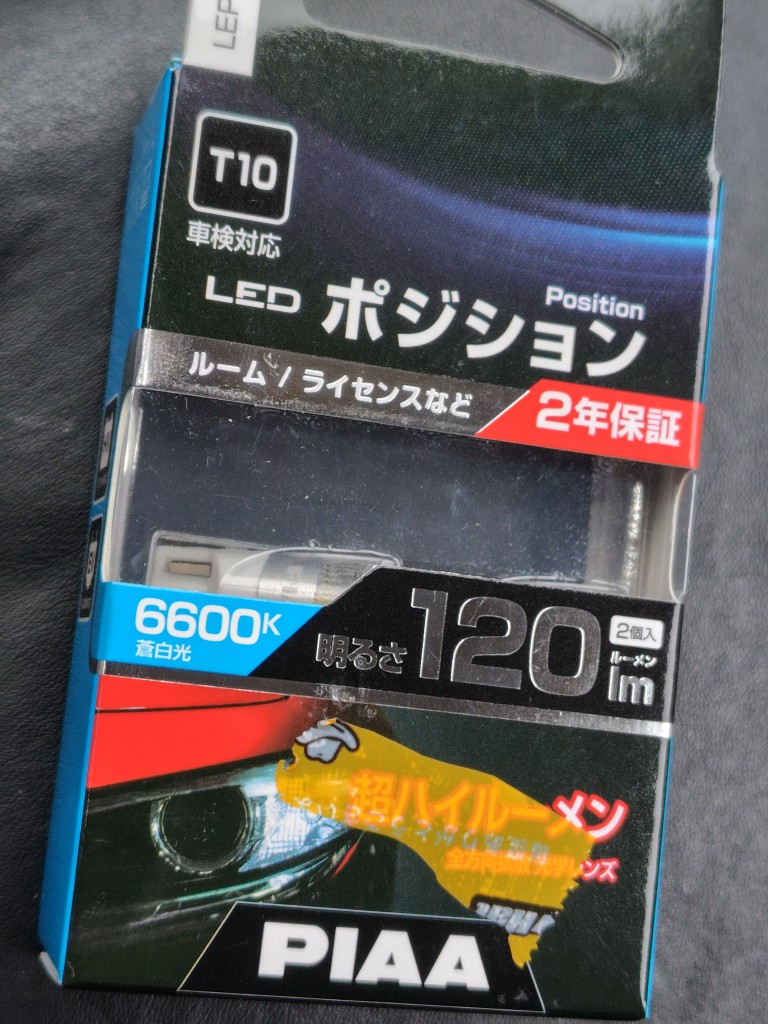 LEP
T10
車検対応
Position
LED ポジション
ルーム / ライセンスなど
2年保証
6600K
蒼白光
明るさ 120
2個入
ルーメン
lm
超ハイルーメン
PIAA